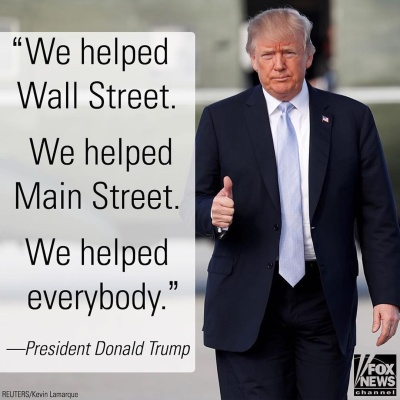 “We helped
Wall Street.
We helped
Main Street.
We helped
everybody.”
—President Donald Trump
REUTERS/Kevin Lamarque
FOX
NEWS
channel